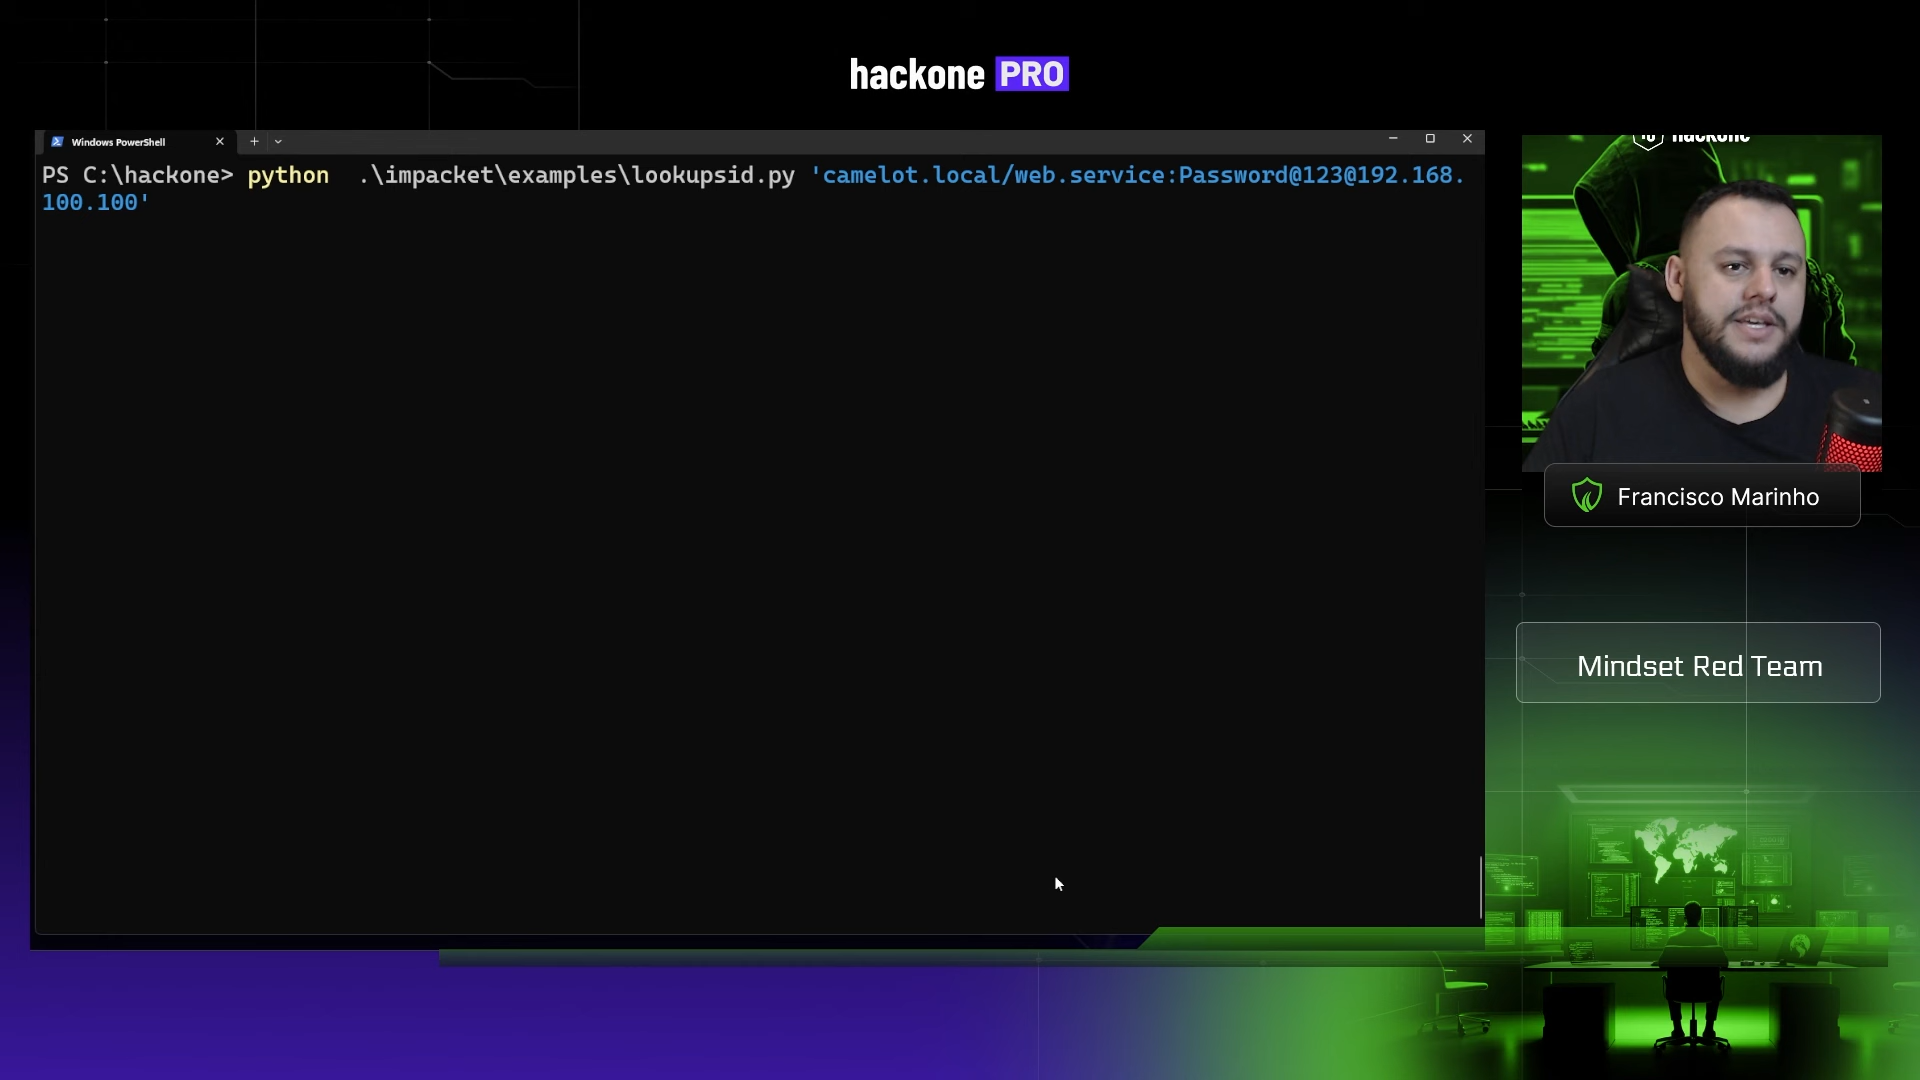 hackone PRO
Windows PowerShell
PS C:\hackone> python  .\impacket\examples\lookupsid.py 'camelot.local/web.service:Password@123@192.168.
100.100'
hackone
Francisco Marinho
Mindset Red Team